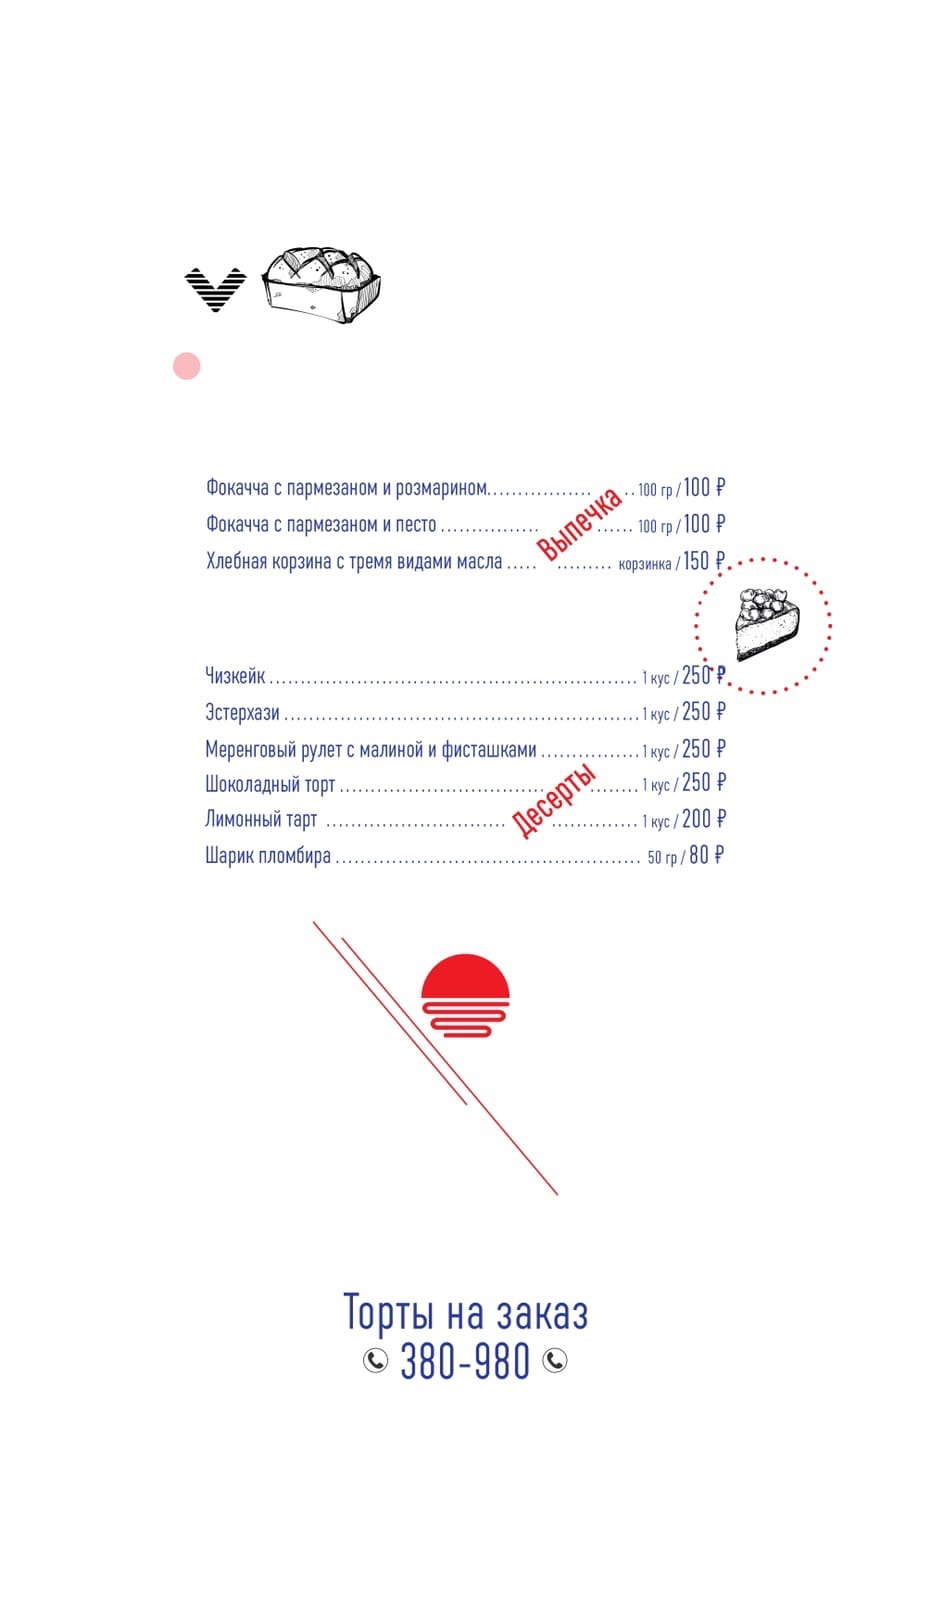 Выпечка
Фокачча с пармезаном и розмарином.................. 100 гр / 100 ₽
Фокачча с пармезаном и песто ...................... 100 гр / 100 ₽
Хлебная корзина с тремя видами масла .............. корзинка / 150 ₽
Десерты
Чизкейк ........................................... 1 кус / 250 ₽
Эстерхази ......................................... 1 кус / 250 ₽
Меренговый рулет с малиной и фисташками ................ 1 кус / 250 ₽
Шоколадный торт ................................... 1 кус / 250 ₽
Лимонный тарт ..................................... 1 кус / 200 ₽
Шарик пломбира .................................... 50 гр / 80 ₽
Торты на заказ
380-980